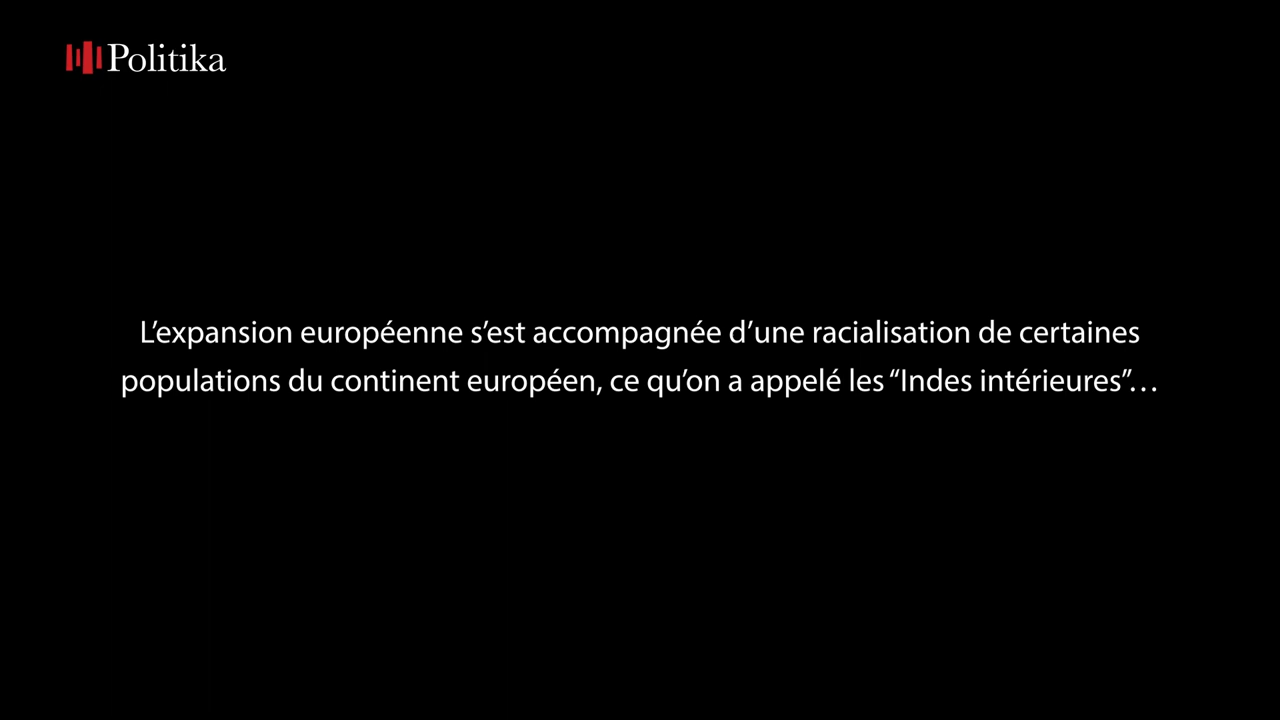 Politika
L’expansion européenne s’est accompagnée d’une racialisation de certaines
populations du continent européen, ce qu’on a appelé les “Indes intérieures”…